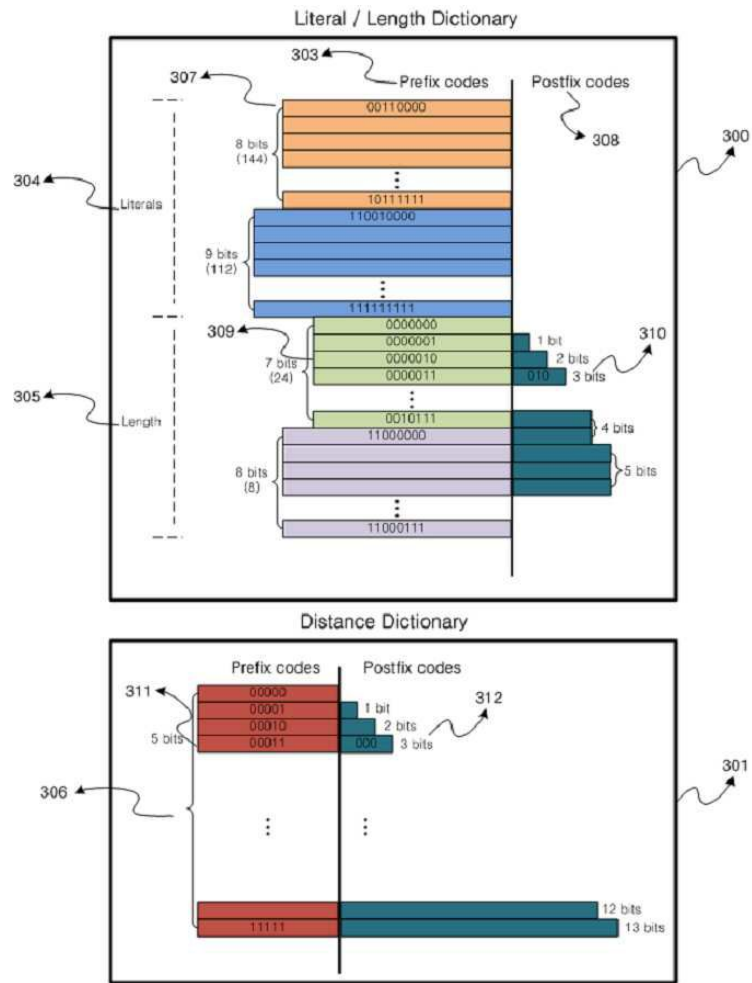 Literal / Length Dictionary
303
Prefix codes
Postfix codes
307
308
300
00110000
8 bits
(144)
304
Literals
10111111
110010000
9 bits
(112)
111111111
309
0000000
0000001
1 bit
310
0000010
2 bits
7 bits
(24)
0000011
010
3 bits
305
Length
0010111
4 bits
11000000
8 bits
(8)
5 bits
11000111
Distance Dictionary
Prefix codes
Postfix codes
311
00000
00001
1 bit
312
00010
2 bits
5 bits
00011
000
3 bits
301
306
12 bits
11111
13 bits